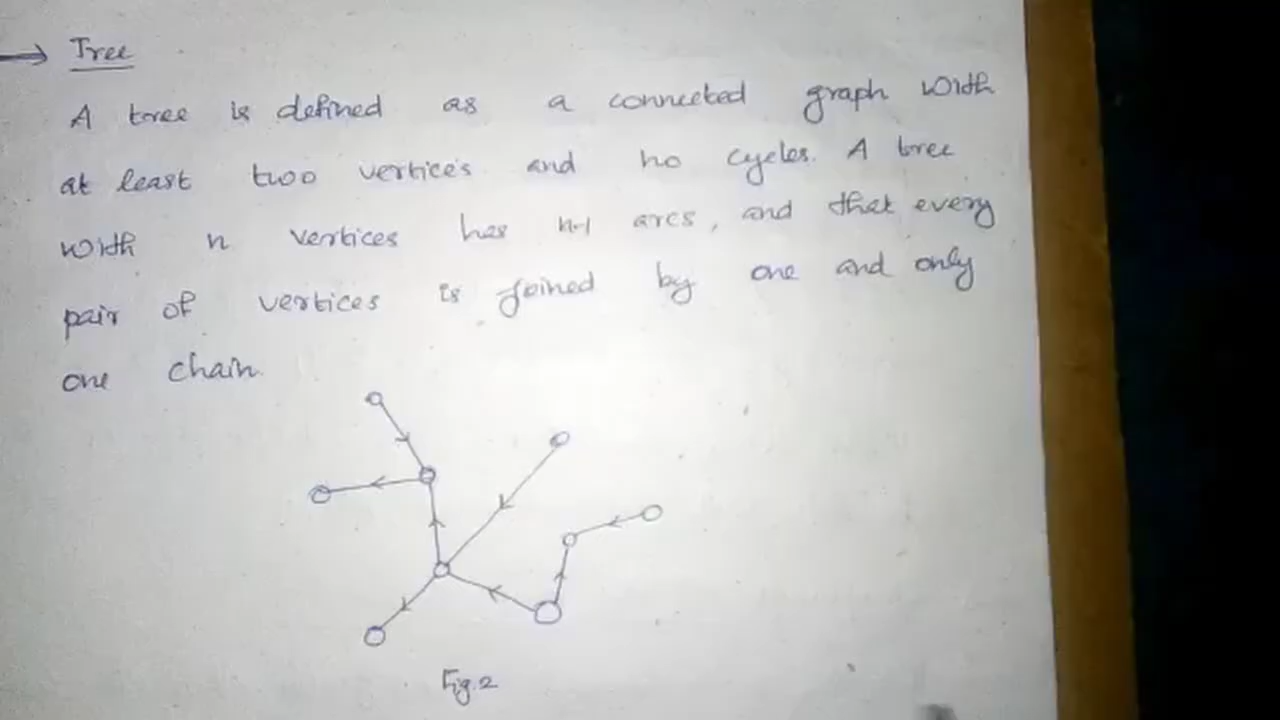 → Tree
A tree is defined as a connected graph with
at least two vertices and no cycles. A tree
with n vertices has n-1 arcs, and that every
pair of vertices is joined by one and only
one chain.
Fig.2